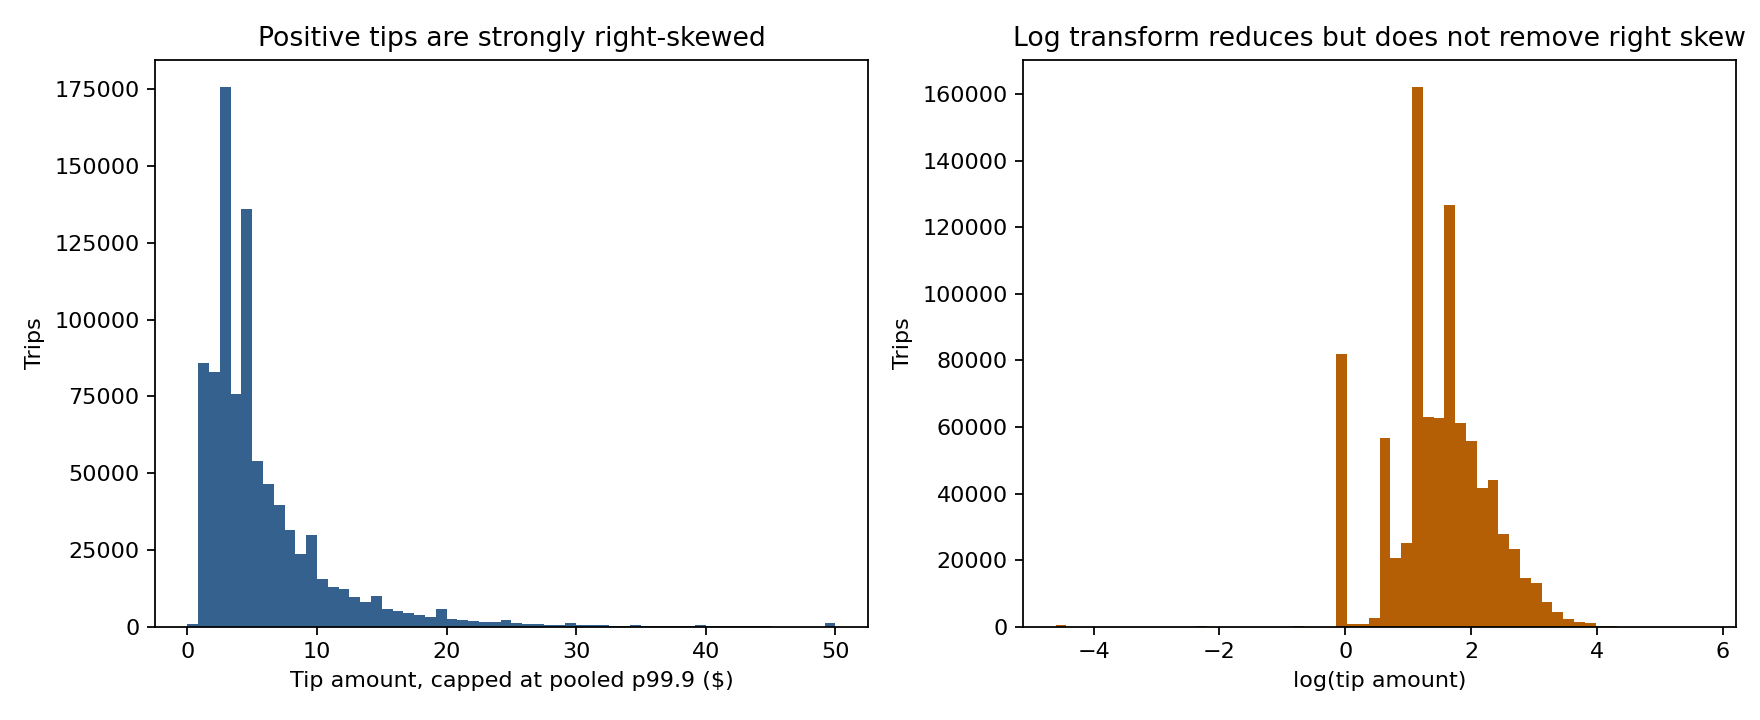 Positive tips are strongly right-skewed
175000
150000
125000
100000
75000
50000
25000
0
Trips
0 10 20 30 40 50
Tip amount, capped at pooled p99.9 ($)
Log transform reduces but does not remove right skew
160000
140000
120000
100000
80000
60000
40000
20000
0
Trips
−4 −2 0 2 4 6
log(tip amount)